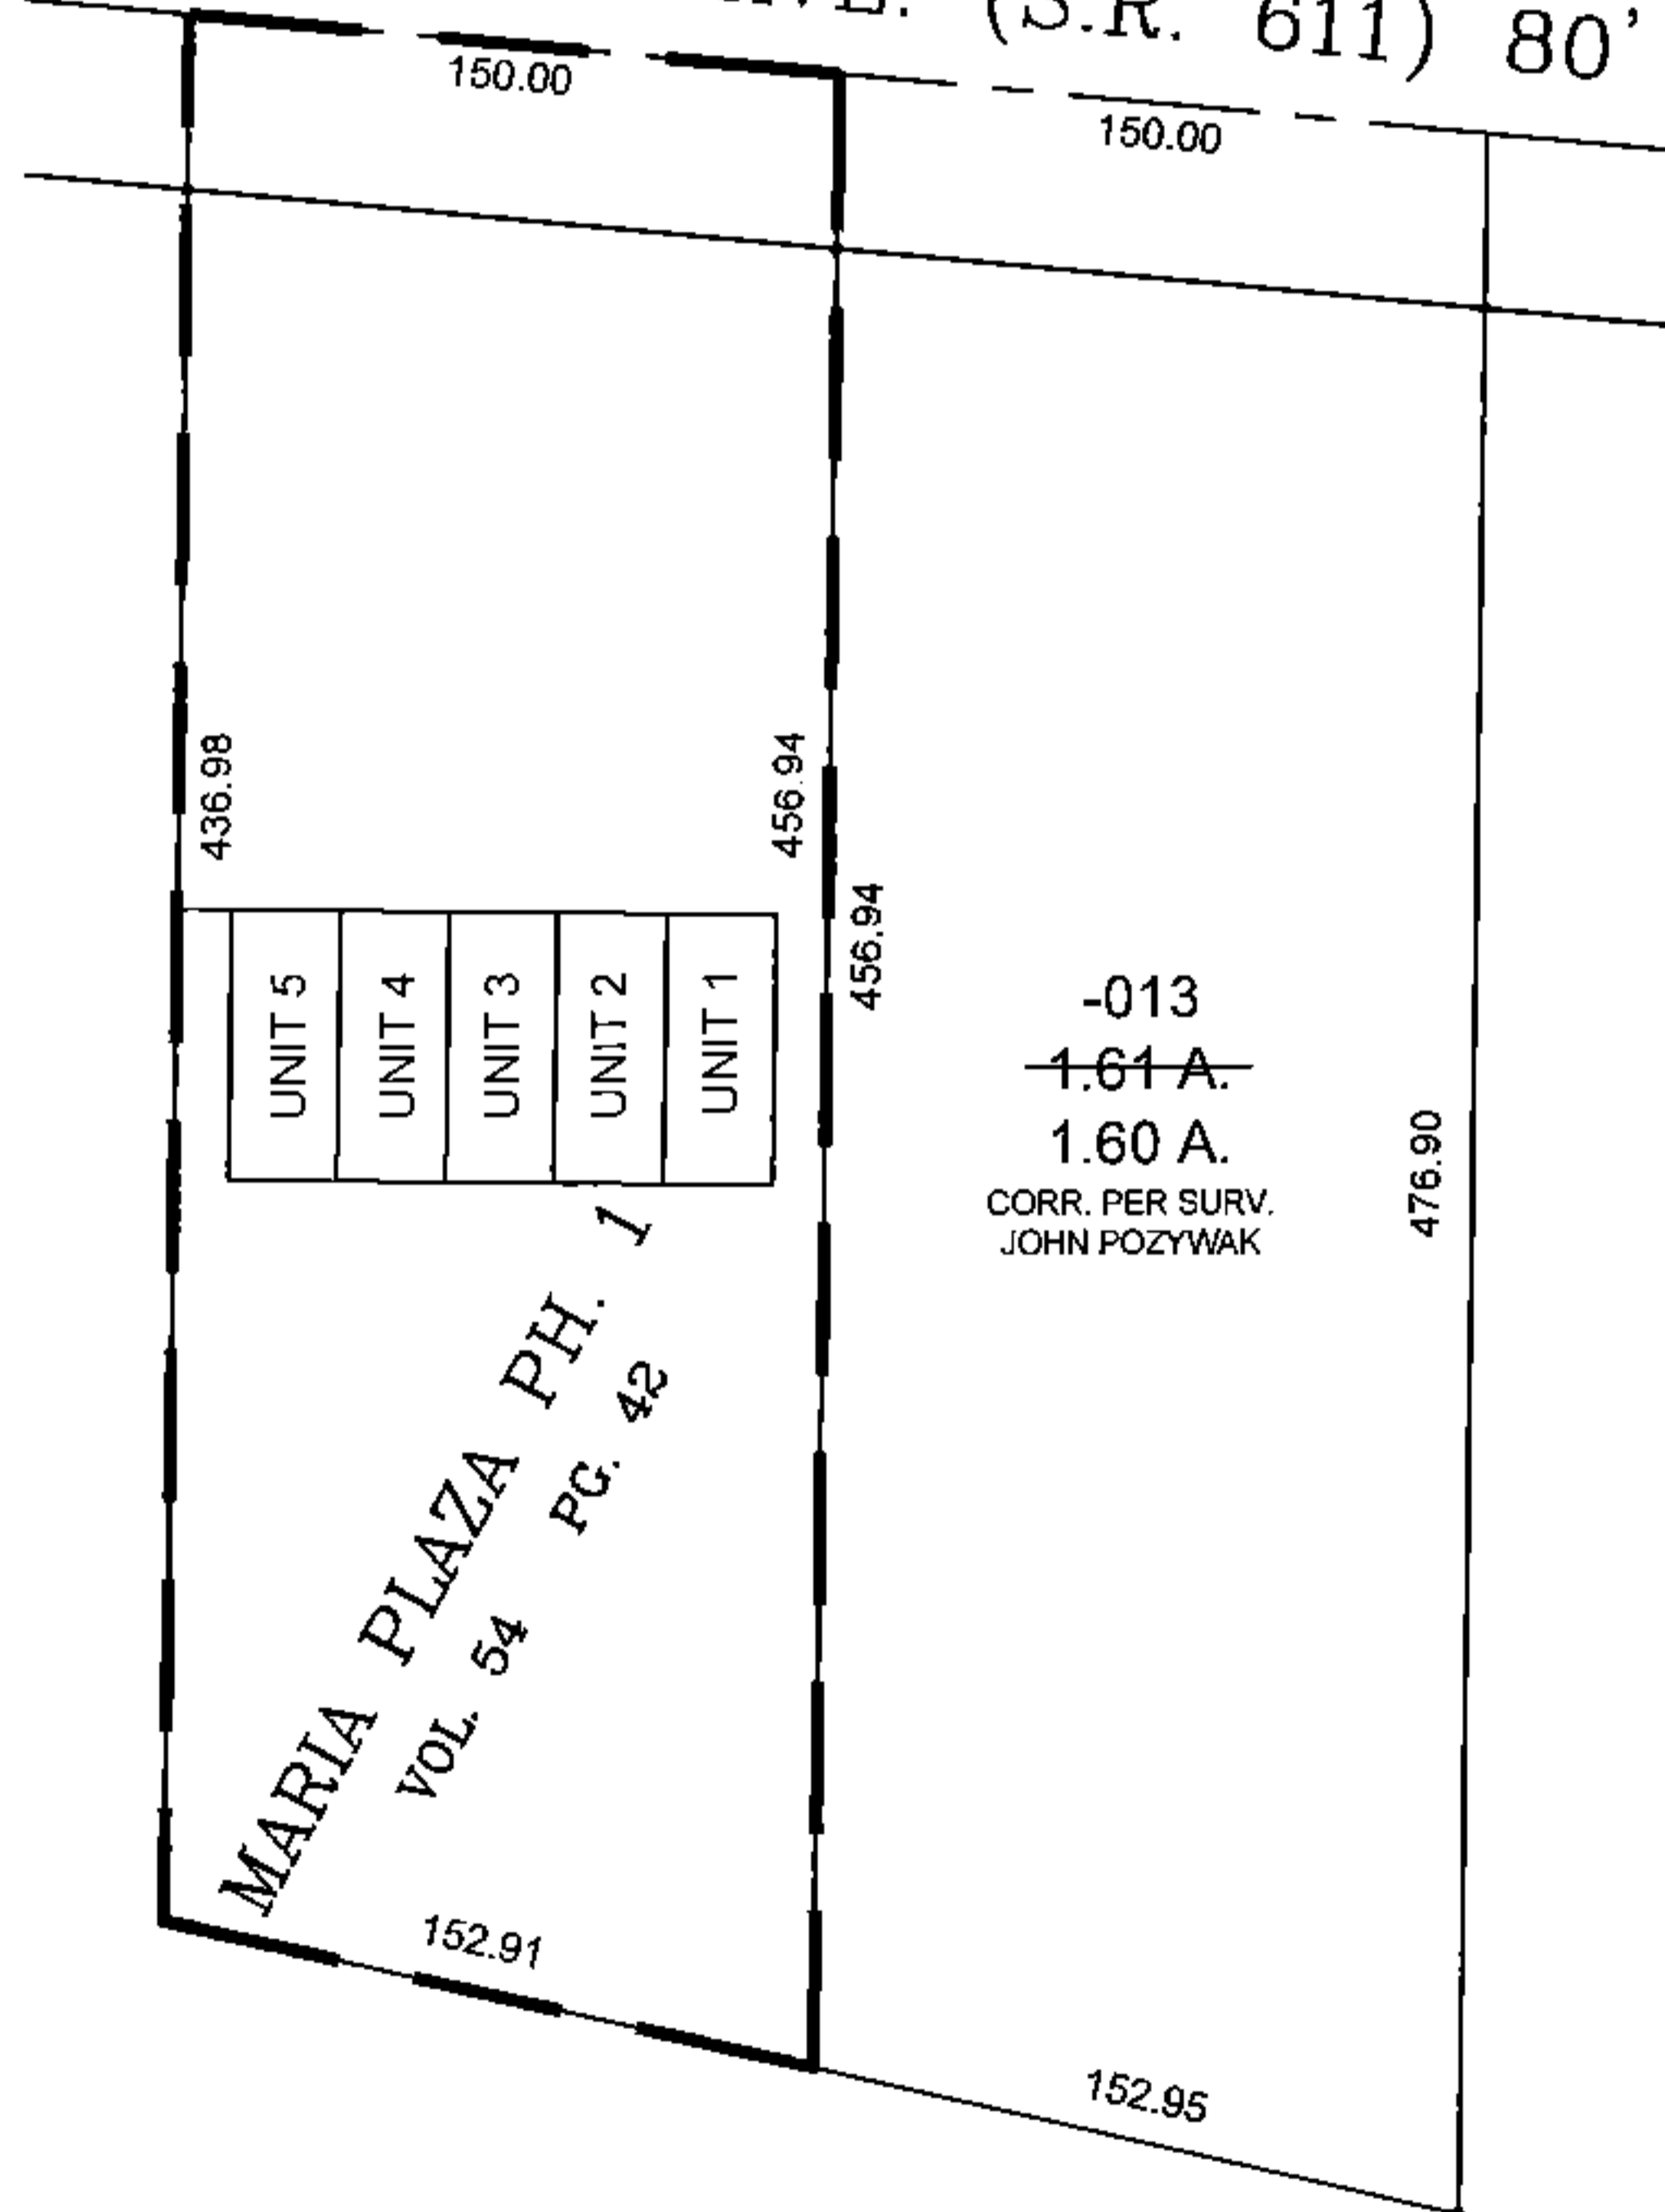 (S.R. 611) 80'
150.00
150.00
436.98
456.94
456.94
UNIT 5
UNIT 4
UNIT 3
UNIT 2
UNIT 1
-013
1.61 A.
1.60 A.
CORR. PER SURV.
JOHN POZYWAK
476.90
MARIA PLAZA PH. 1
VOL. 54 PG. 42
152.91
152.95